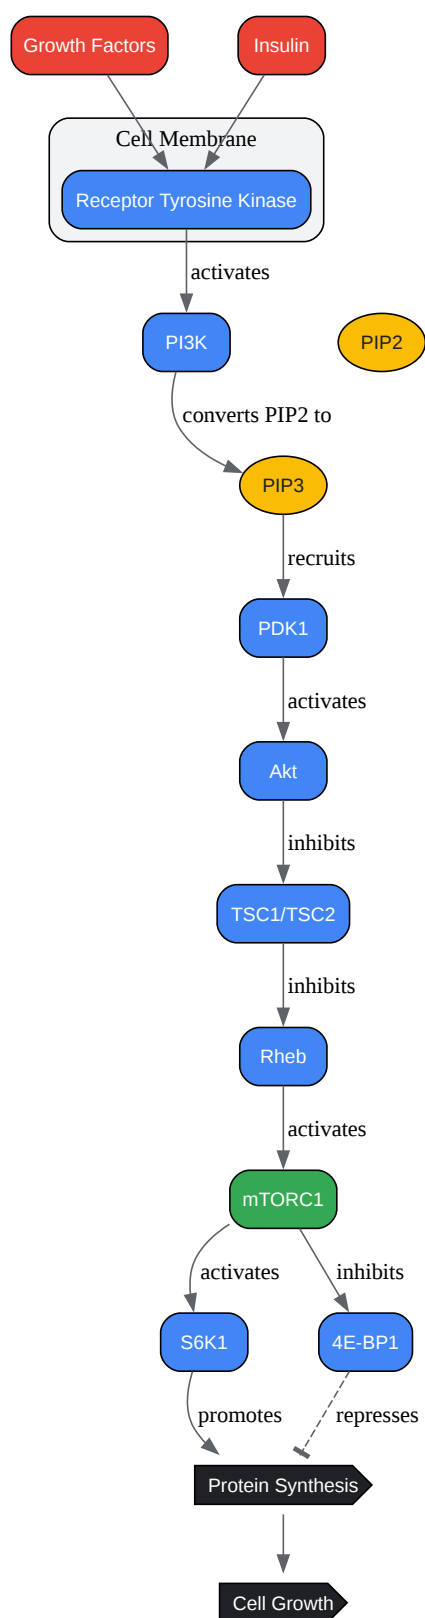 Growth Factors
Insulin
Cell Membrane
Receptor Tyrosine Kinase
activates
PI3K
PIP2
converts PIP2 to
PIP3
recruits
PDK1
activates
Akt
inhibits
TSC1/TSC2
inhibits
Rheb
activates
mTORC1
activates
inhibits
S6K1
4E-BP1
promotes
represses
Protein Synthesis
Cell Growth